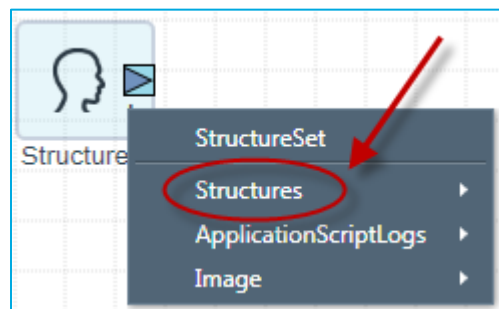 Structure
StructureSet
Structures
ApplicationScriptLogs
Image